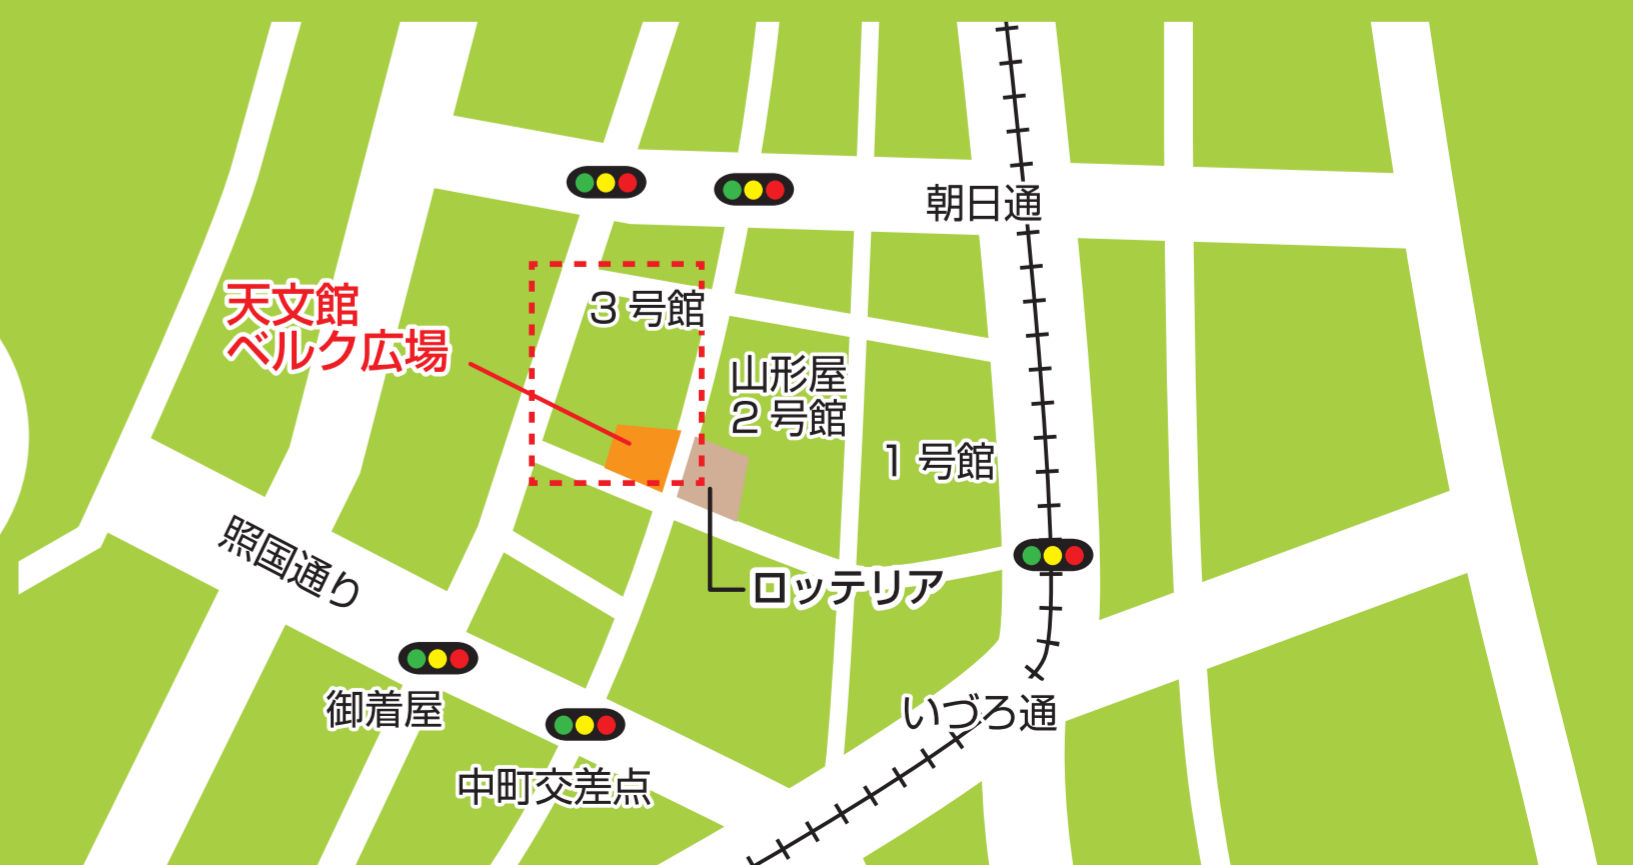 朝日通
天文館
ベルク広場
3号館
山形屋
2号館
1号館
照国通り
ロッテリア
御着屋
いづろ通
中町交差点